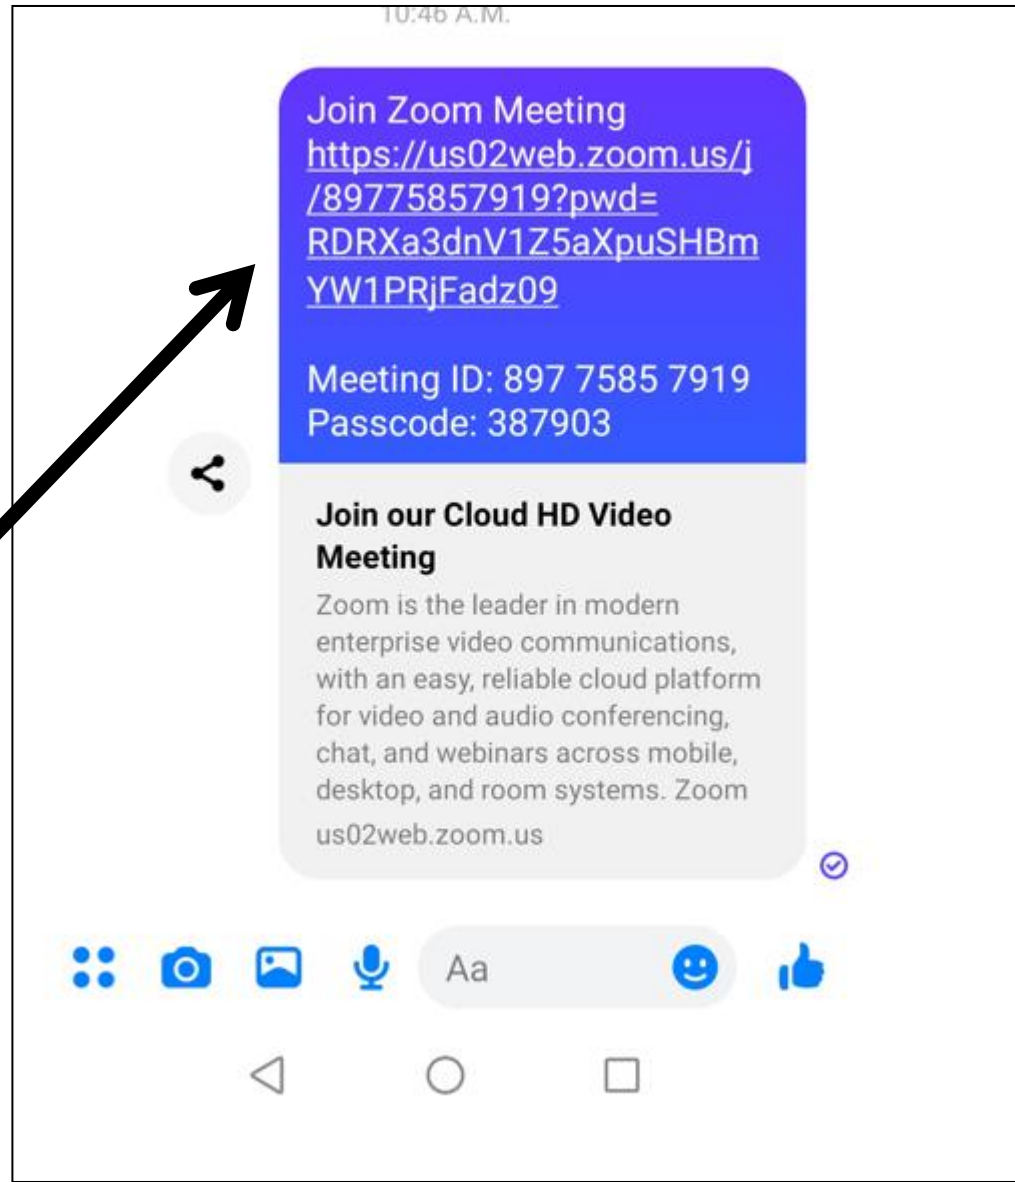 10:46 A.M.
Join Zoom Meeting
https://us02web.zoom.us/j
/89775857919?pwd=
RDRXa3dnV1Z5aXpuSHBm
YW1PRjFadz09
Meeting ID: 897 7585 7919
Passcode: 387903
Join our Cloud HD Video
Meeting
Zoom is the leader in modern
enterprise video communications,
with an easy, reliable cloud platform
for video and audio conferencing,
chat, and webinars across mobile,
desktop, and room systems. Zoom
us02web.zoom.us
Aa